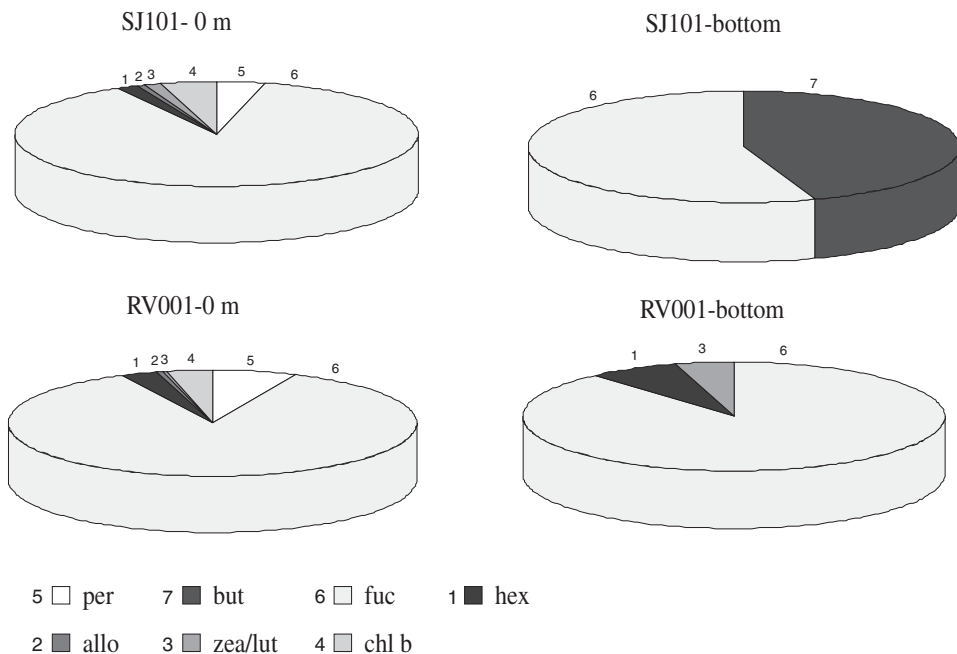 SJ101- 0 m
SJ101-bottom
1 2 3 4 5 6
6 7
RV001-0 m
RV001-bottom
1 2 3 4 5 6
1 3 6
5 per 7 but 6 fuc 1 hex
2 allo 3 zea/lut 4 chl b